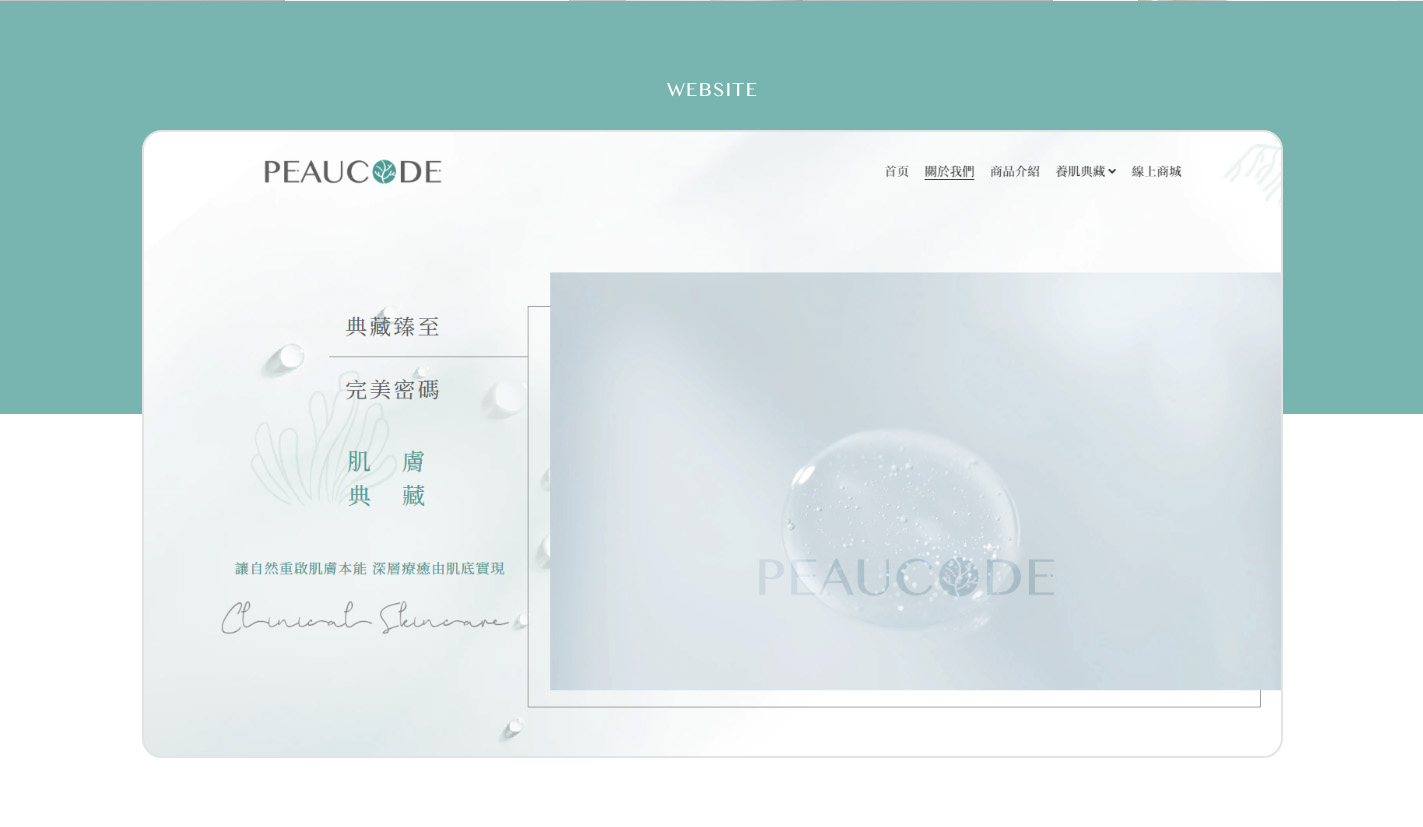 WEBSITE
PEAUCODE
首页 關於我們 商品介紹 養肌典藏 線上商城
典藏臻至
完美密碼
肌 膚
典 藏
讓自然重啟肌膚本能 深層療癒由肌底實現
Clinical Skincare
PEAUCODE